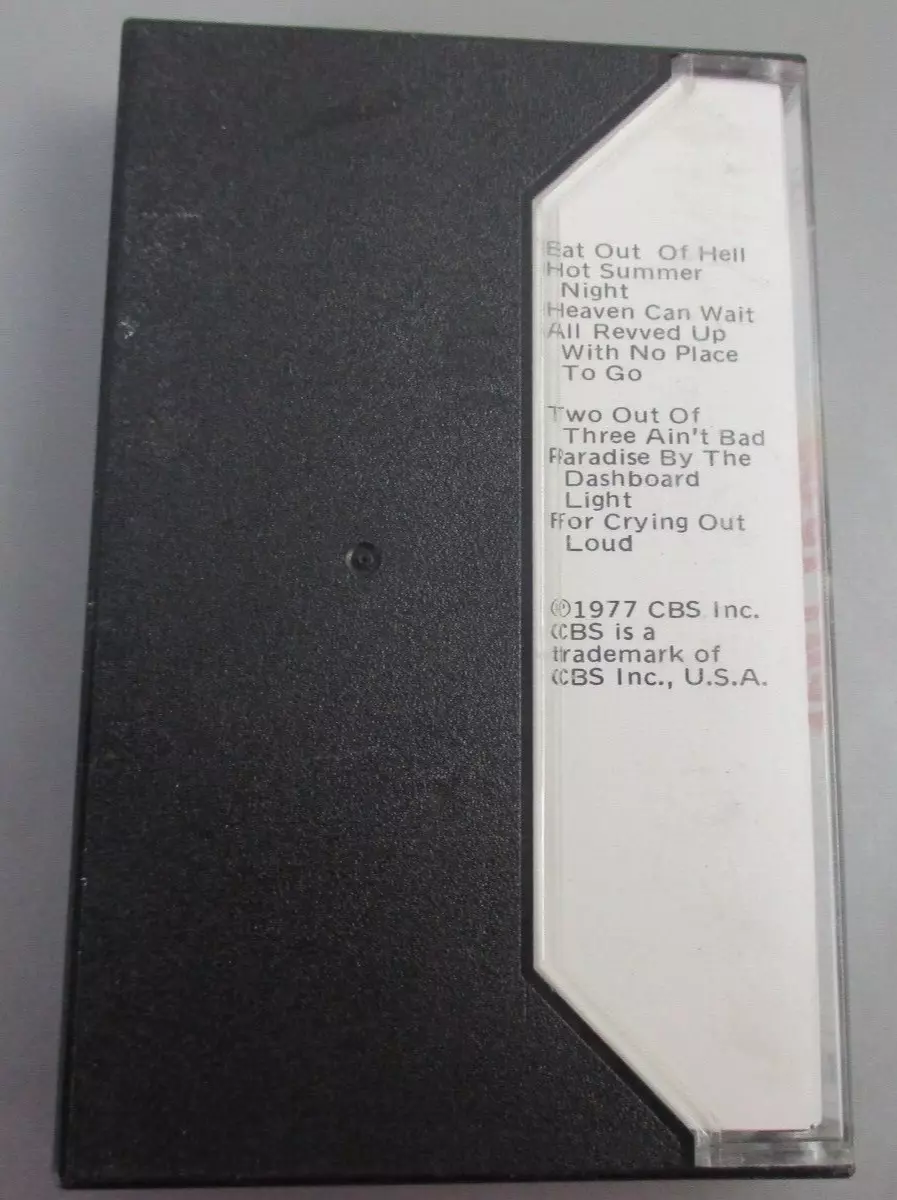 Bat Out Of Hell
Hot Summer
Night
Heaven Can Wait
All Revved Up
With No Place
To Go
Two Out Of
Three Ain't Bad
Paradise By The
Dashboard
Light
For Crying Out
Loud
℗1977 CBS Inc.
CBS is a
trademark of
CBS Inc., U.S.A.